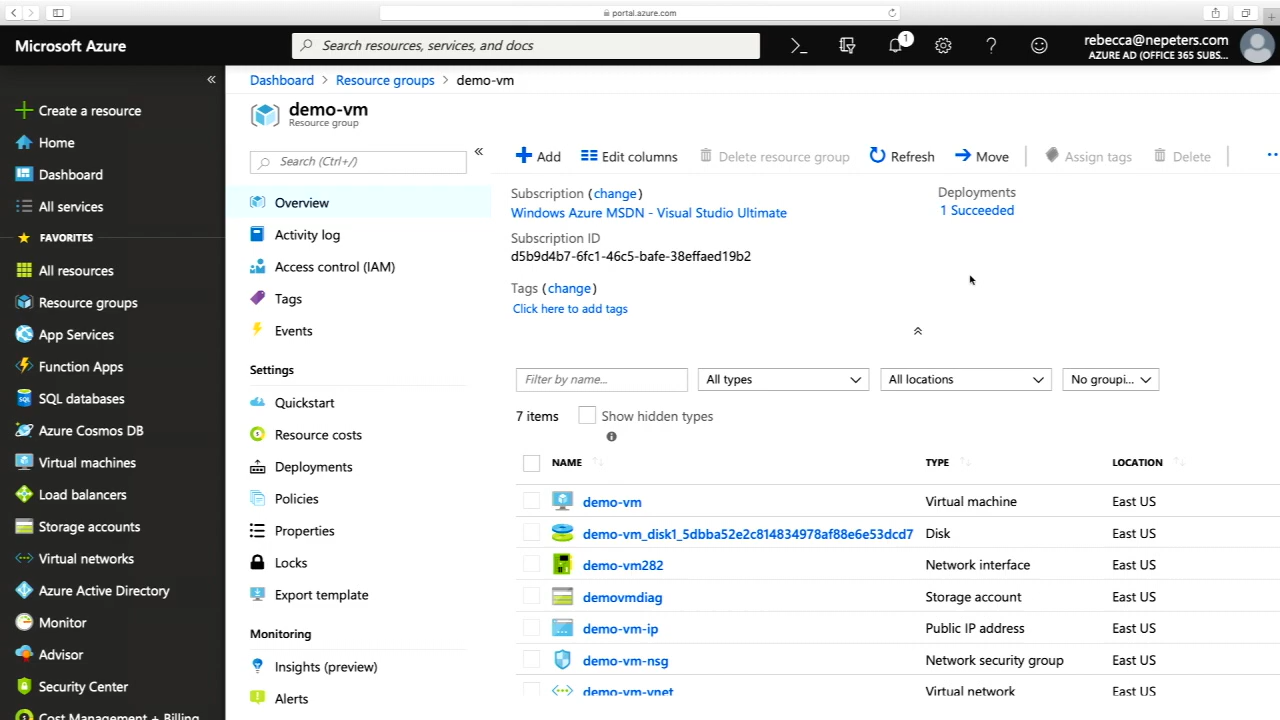 portal.azure.com
Microsoft Azure
Search resources, services, and docs
1
rebecca@nepeters.com
AZURE AD (OFFICE 365 SUBS...
«
Create a resource
Home
Dashboard
All services
FAVORITES
All resources
Resource groups
App Services
Function Apps
SQL databases
Azure Cosmos DB
Virtual machines
Load balancers
Storage accounts
Virtual networks
Azure Active Directory
Monitor
Advisor
Security Center
Cost Management + Billing
Dashboard > Resource groups > demo-vm
demo-vm
Resource group
Search (Ctrl+/)
«
Overview
Activity log
Access control (IAM)
Tags
Events
Settings
Quickstart
Resource costs
Deployments
Policies
Properties
Locks
Export template
Monitoring
Insights (preview)
Alerts
Add Edit columns Delete resource group Refresh Move Assign tags Delete
Subscription (change)
Windows Azure MSDN - Visual Studio Ultimate
Subscription ID
d5b9d4b7-6fc1-46c5-bafe-38effaed19b2
Tags (change)
Click here to add tags
Deployments
1 Succeeded
Filter by name... All types All locations No groupi...
7 items Show hidden types
NAME TYPE LOCATION
demo-vm Virtual machine East US
demo-vm_disk1_5dbba52e2c814834978af88e6e53dcd7 Disk East US
demo-vm282 Network interface East US
demovmdiag Storage account East US
demo-vm-ip Public IP address East US
demo-vm-nsg Network security group East US
demo-vm-vnet Virtual network East US